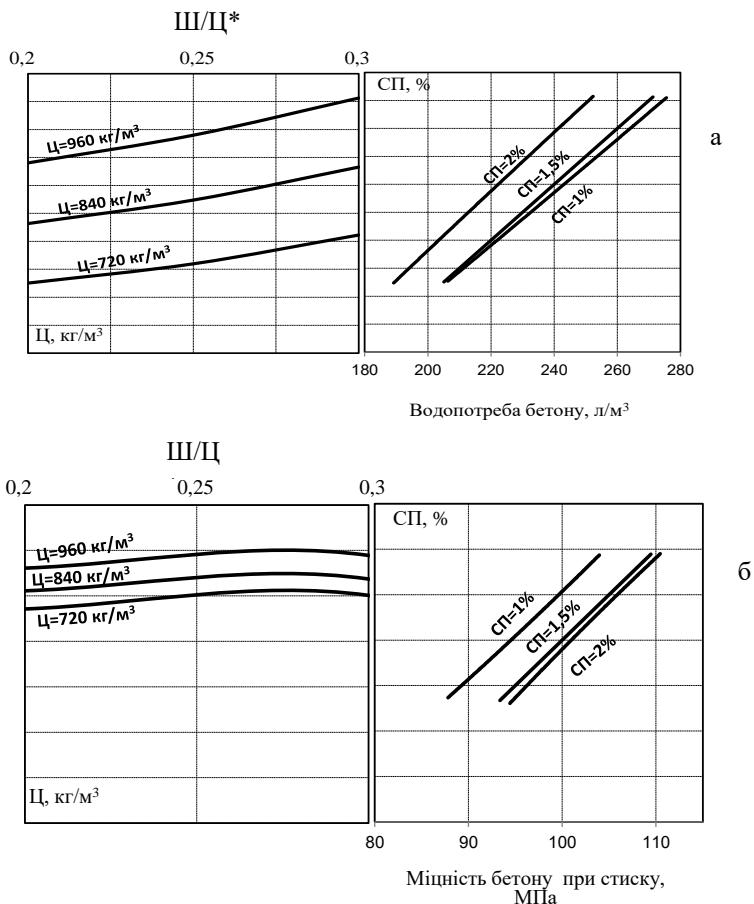 Ш/Ц*
0,2 0,25 0,3
СП, %
Ц=960 кг/м³
Ц=840 кг/м³
Ц=720 кг/м³
Ц, кг/м³
СП=2%
СП=1,5%
СП=1%
а
180 200 220 240 260 280
Водопотреба бетону, л/м³
Ш/Ц
0,2 0,25 0,3
СП, %
Ц=960 кг/м³
Ц=840 кг/м³
Ц=720 кг/м³
Ц, кг/м³
СП=1%
СП=1,5%
СП=2%
б
80 90 100 110
Міцність бетону при стиску,
МПа